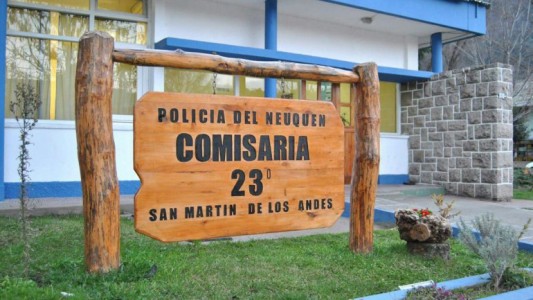 POLICIA DEL NEUQUEN
COMISARIA
23°
SAN MARTIN DE LOS ANDES